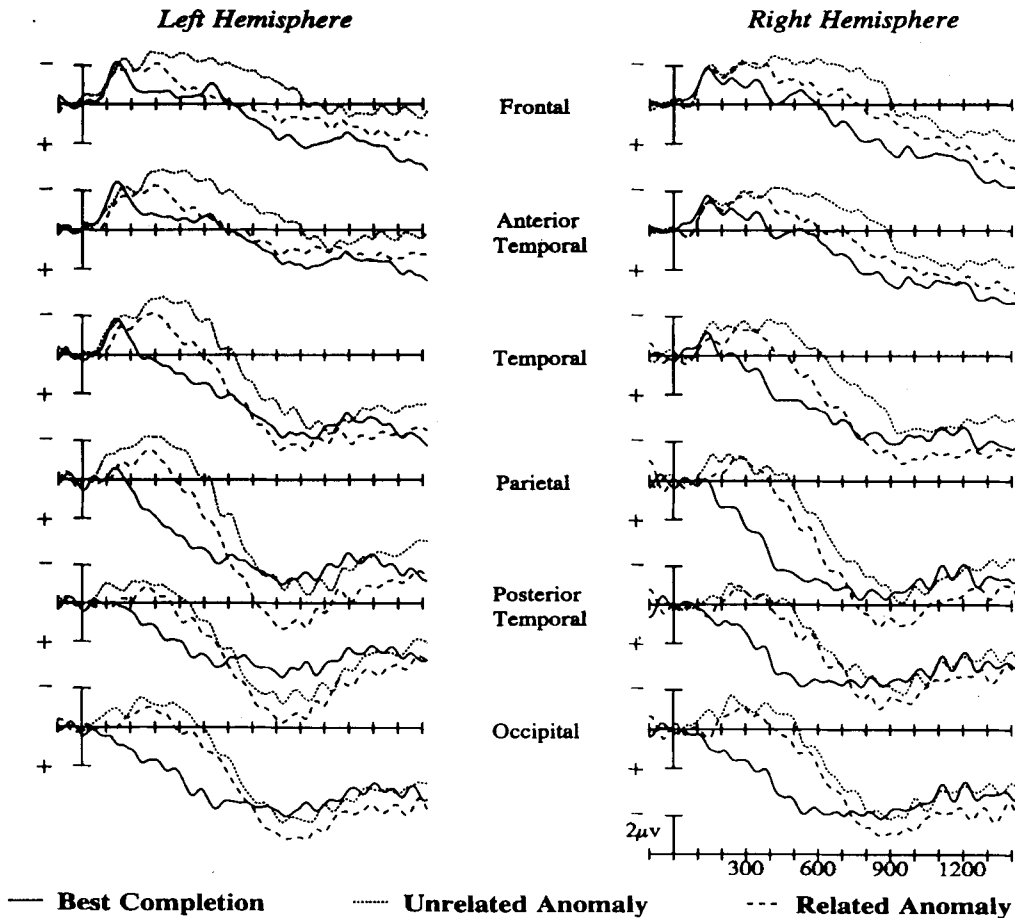 Left Hemisphere
Right Hemisphere
−
+
Frontal
−
+
−
+
Anterior
Temporal
−
+
−
+
Temporal
−
+
−
+
Parietal
−
+
−
+
Posterior
Temporal
−
+
−
+
Occipital
−
+
−
2μv
300 600 900 1200
Best Completion Unrelated Anomaly Related Anomaly